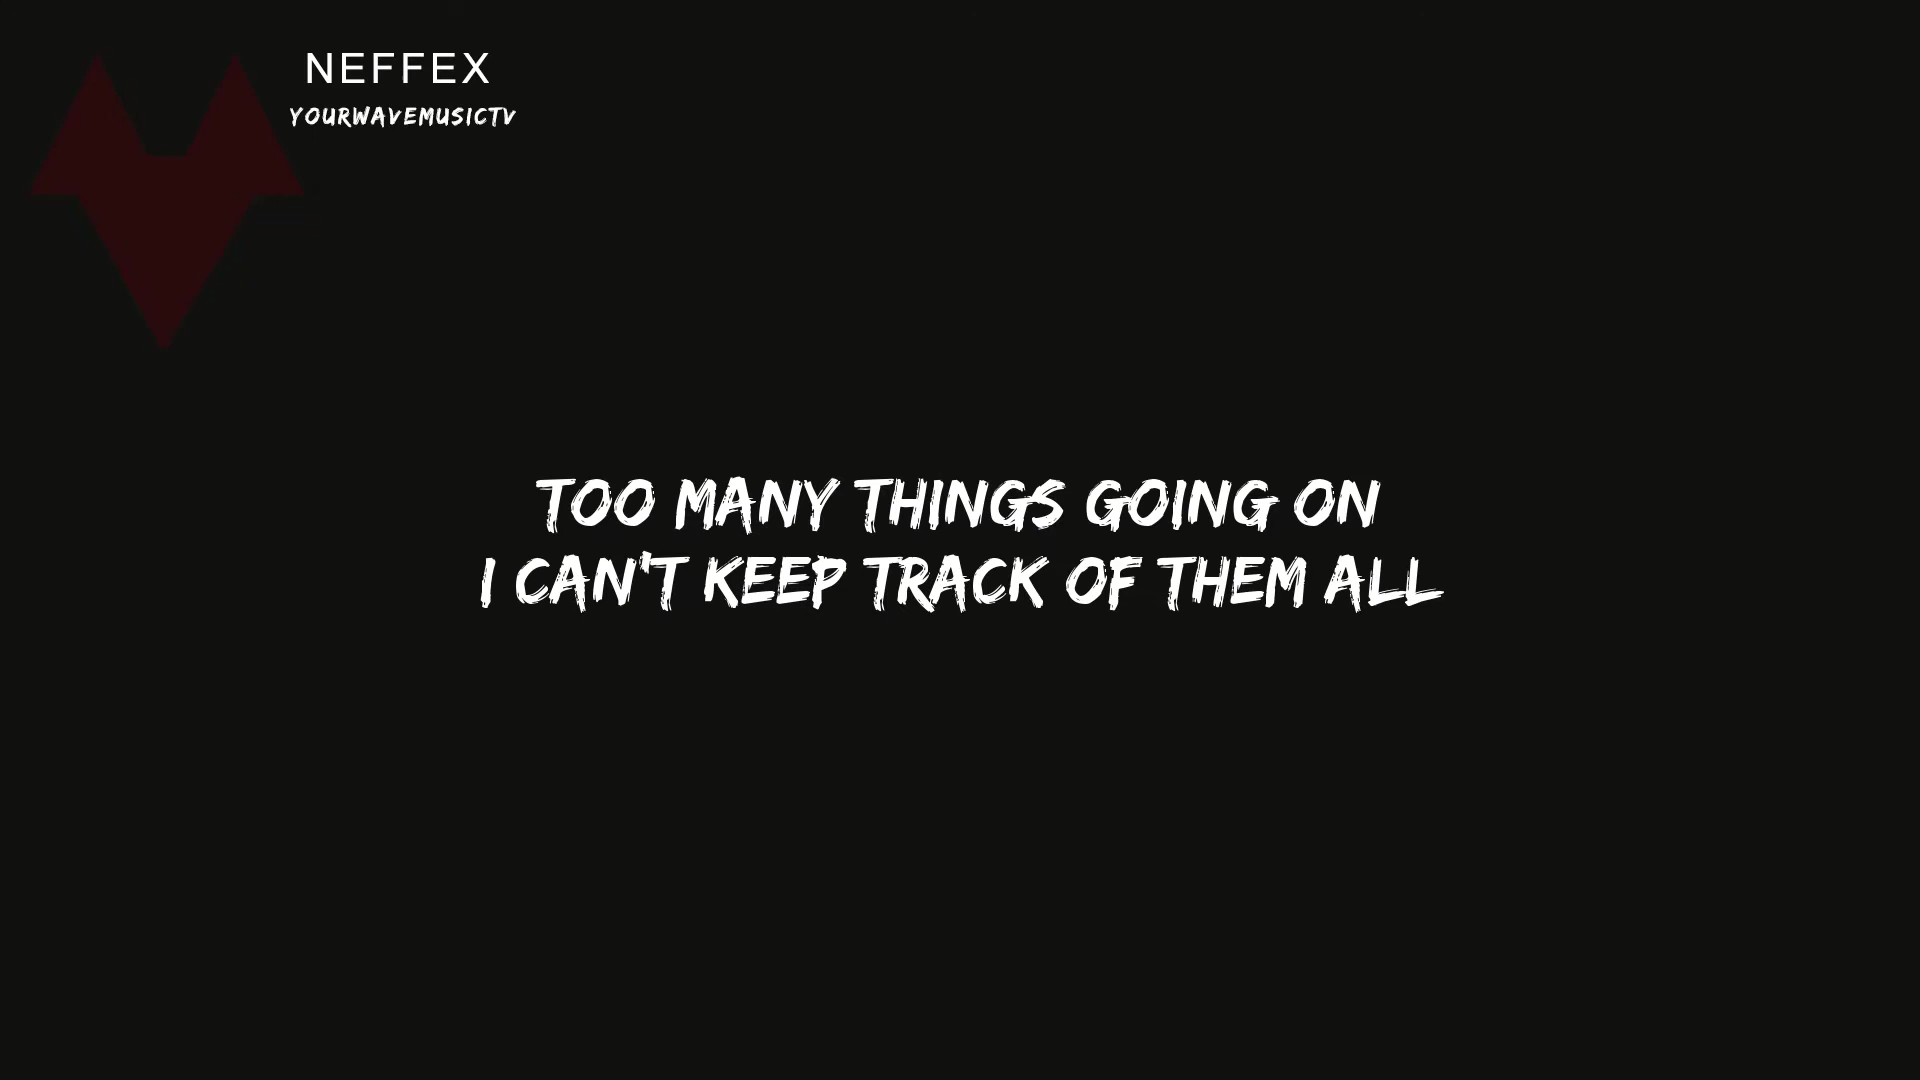 NEFFEX
YOURWAVEMUSICTV
TOO MANY THINGS GOING ON
I CAN'T KEEP TRACK OF THEM ALL